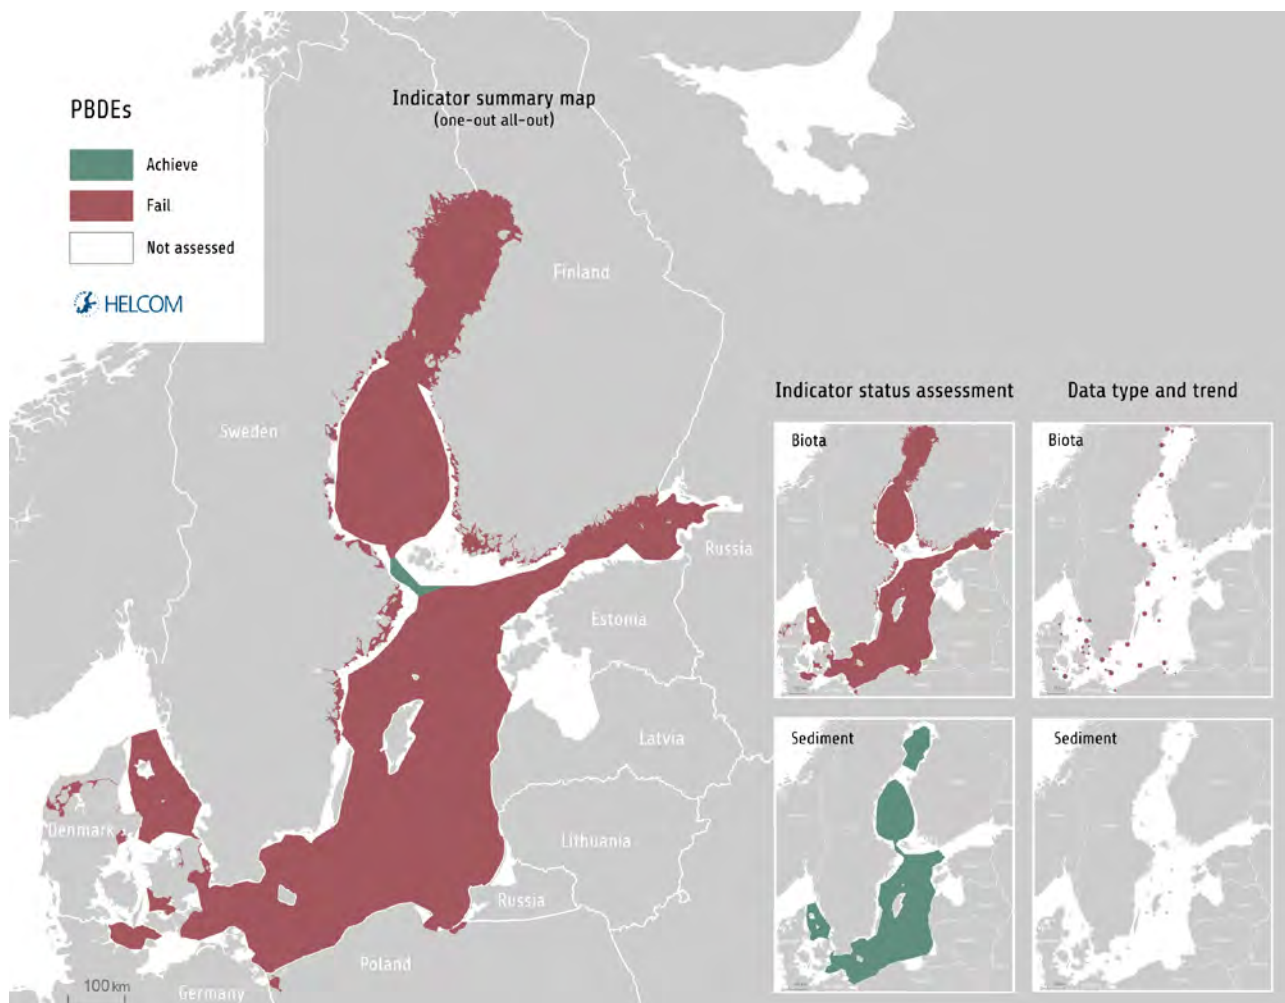 PBDEs
Achieve
Fail
Not assessed
HELCOM
Indicator summary map
(one-out all-out)
Finland
Sweden
Russia
Estonia
Latvia
Lithuania
Russia
Denmark
Poland
Germany
100 km
Indicator status assessment
Data type and trend
Biota
Biota
Sediment
Sediment